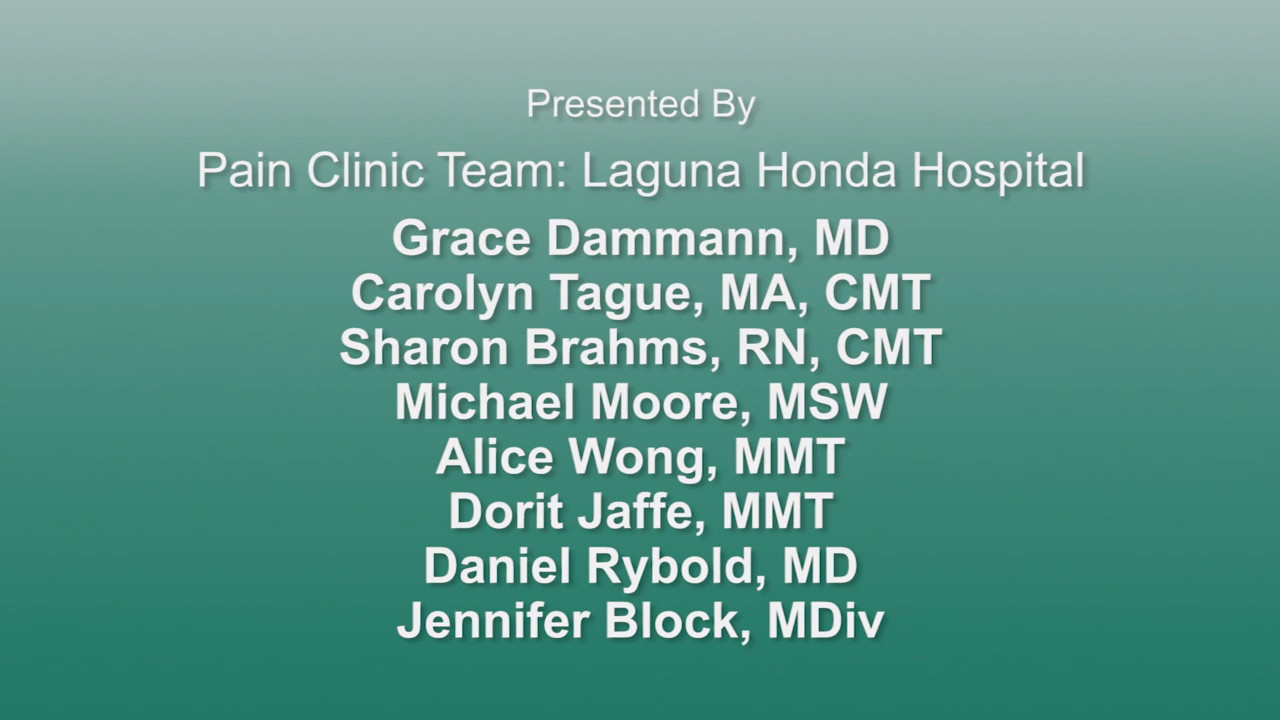 Presented By
Pain Clinic Team: Laguna Honda Hospital
Grace Dammann, MD
Carolyn Tague, MA, CMT
Sharon Brahms, RN, CMT
Michael Moore, MSW
Alice Wong, MMT
Dorit Jaffe, MMT
Daniel Rybold, MD
Jennifer Block, MDiv